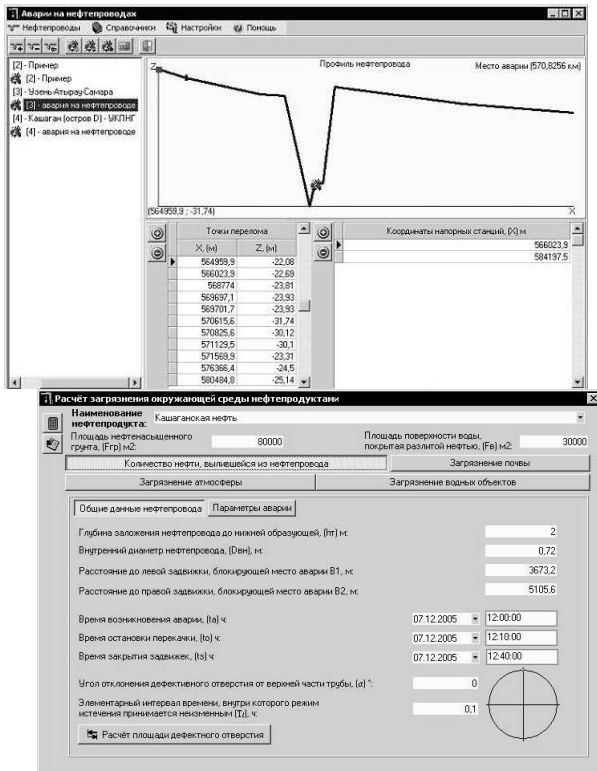 Аварии на нефтепроводах
Нефтепроводы Справочники Настройки Помощь
[2] - Пример
[2] - Пример
[3] - Узень-Атырау-Самара
[3] - авария на нефтепроводе
[4] - Кашаган (остров D) - УКПНГ
[4] - авария на нефтепроводе
Z Профиль нефтепровода Место аварии (570,8256 км)
(564959,9 ; -31,74) X
Точки перелома
X, (м) Z, (м)
564959,9 -22,08
566023,9 -22,69
568774 -23,81
569697,1 -23,93
569701,7 -23,93
570615,6 -31,74
570825,6 -30,12
571129,5 -30,1
571569,9 -23,31
576366,4 -24,5
580484,8 -25,14
Координаты напорных станций, (X) м
566023,9
584197,5
Расчёт загрязнения окружающей среды нефтепродуктами
Наименование
нефтепродукта: Кашаганская нефть
Площадь нефтенасыщенного
грунта, (Fгр) м2: 80000
Площадь поверхности воды,
покрытая разлитой нефтью, (Fв) м2: 30000
Количество нефти, вылившейся из нефтепровода Загрязнение почвы
Загрязнение атмосферы Загрязнение водных объектов
Общие данные нефтепровода Параметры аварии
Глубина заложения нефтепровода до нижней образующей, (hт) м: 2
Внутренний диаметр нефтепровода, (Dвн), м: 0,72
Расстояние до левой задвижки, блокирующей место аварии В1, м: 3673,2
Расстояние до правой задвижки, блокирующей место аварии В2, м: 5105,6
Время возникновения аварии, (ta) ч: 07.12.2005 12:00:00
Время остановки перекачки, (to) ч: 07.12.2005 12:10:00
Время закрытия задвижек, (ts) ч: 07.12.2005 12:40:00
Угол отклонения дефективного отверстия от верхней части трубы, (α) °: 0
Элементарный интервал времени, внутри которого режим
истечения принимается неизменным (Ti), ч: 0,1
Расчёт площади дефектного отверстия